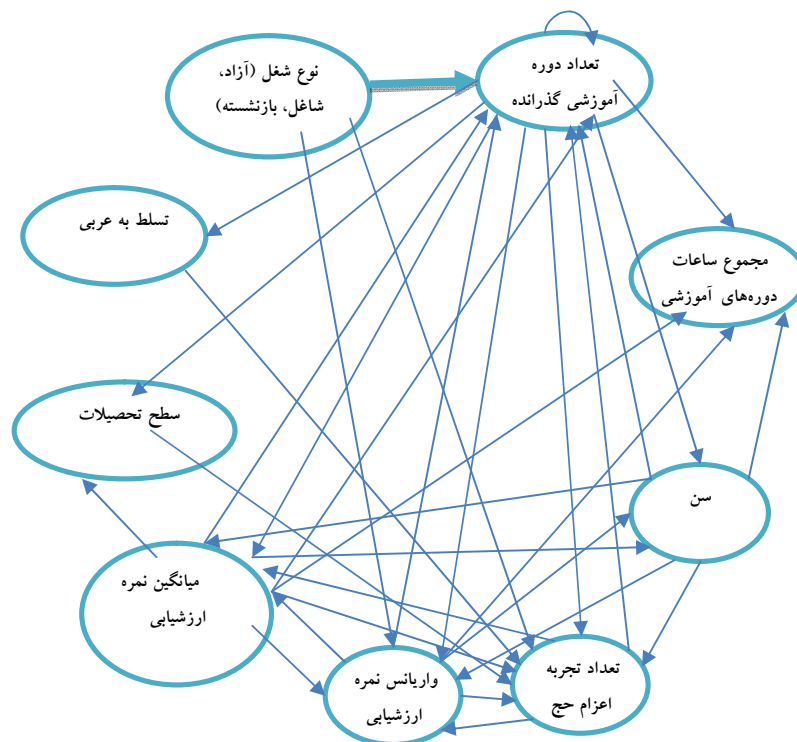 نوع شغل (آزاد،
شاغل، بازنشسته)
تعداد دوره
آموزشی گذرانده
تسلط به عربی
مجموع ساعات
دوره‌های آموزشی
سطح تحصیلات
سن
میانگین نمره
ارزشیابی
واریانس نمره
ارزشیابی
تعداد تجربه
اعزام حج